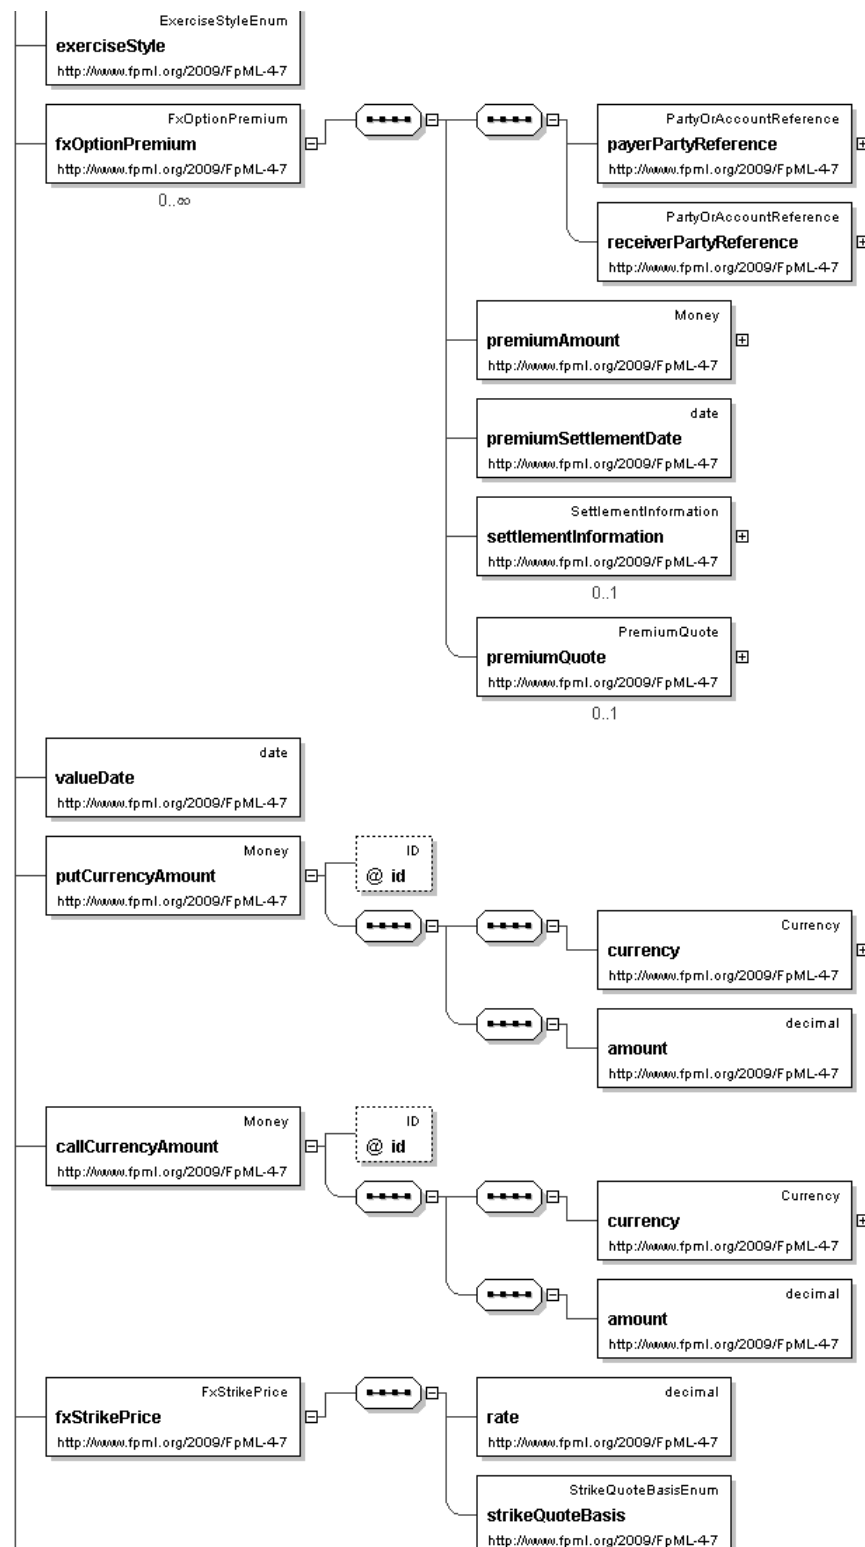 ExerciseStyleEnum
exerciseStyle
http://www.fpml.org/2009/FpML-4-7
FxOptionPremium
fxOptionPremium
http://www.fpml.org/2009/FpML-4-7
0..∞
PartyOrAccountReference
payerPartyReference
http://www.fpml.org/2009/FpML-4-7
PartyOrAccountReference
receiverPartyReference
http://www.fpml.org/2009/FpML-4-7
Money
premiumAmount
http://www.fpml.org/2009/FpML-4-7
date
premiumSettlementDate
http://www.fpml.org/2009/FpML-4-7
SettlementInformation
settlementInformation
http://www.fpml.org/2009/FpML-4-7
0..1
PremiumQuote
premiumQuote
http://www.fpml.org/2009/FpML-4-7
0..1
date
valueDate
http://www.fpml.org/2009/FpML-4-7
Money
putCurrencyAmount
http://www.fpml.org/2009/FpML-4-7
ID
@ id
Currency
currency
http://www.fpml.org/2009/FpML-4-7
decimal
amount
http://www.fpml.org/2009/FpML-4-7
Money
callCurrencyAmount
http://www.fpml.org/2009/FpML-4-7
ID
@ id
Currency
currency
http://www.fpml.org/2009/FpML-4-7
decimal
amount
http://www.fpml.org/2009/FpML-4-7
FxStrikePrice
fxStrikePrice
http://www.fpml.org/2009/FpML-4-7
decimal
rate
http://www.fpml.org/2009/FpML-4-7
StrikeQuoteBasisEnum
strikeQuoteBasis
http://www.fpml.org/2009/FpML-4-7